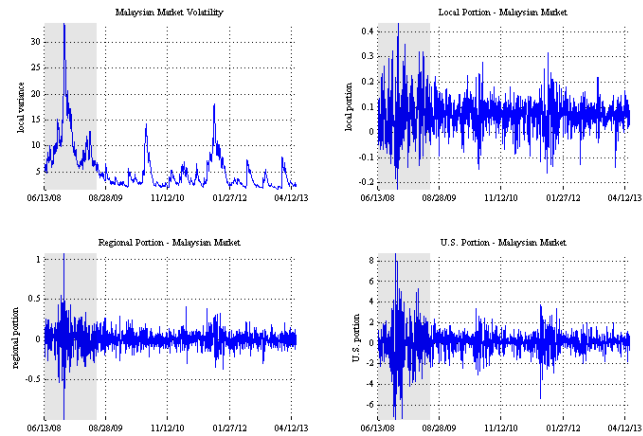 Malaysian Market Volatility
local variance
30
25
20
15
10
5
06/13/08 08/28/09 11/12/10 01/27/12 04/12/13
Local Portion - Malaysian Market
local portion
0.4
0.3
0.2
0.1
0
-0.1
-0.2
06/13/08 08/28/09 11/12/10 01/27/12 04/12/13
Regional Portion - Malaysian Market
regional portion
1
0.5
0
-0.5
06/13/08 08/28/09 11/12/10 01/27/12 04/12/13
U.S. Portion - Malaysian Market
U.S. portion
8
6
4
2
0
-2
-4
-6
06/13/08 08/28/09 11/12/10 01/27/12 04/12/13